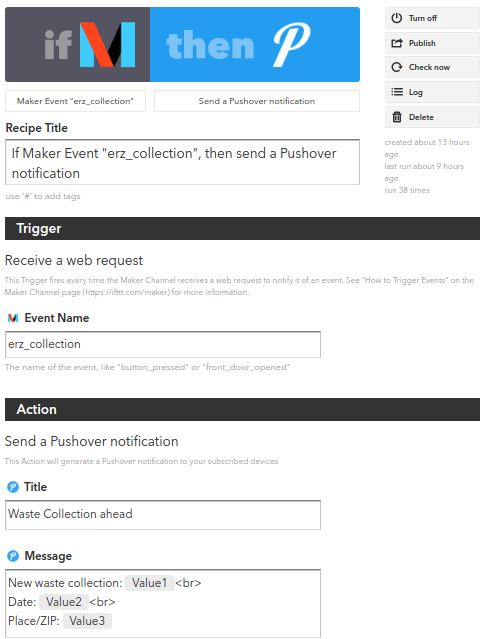 if M then P
Maker Event "erz_collection"
Send a Pushover notification
Recipe Title
If Maker Event "erz_collection", then send a Pushover
notification
use '#' to add tags
Turn off
Publish
Check now
Log
Delete
created about 13 hours
ago
last run about 9 hours
ago
run 38 times
Trigger
Receive a web request
This Trigger fires every time the Maker Channel receives a web request to notify it of an event. See "How to Trigger Events" on the
Maker Channel page (https://ifttt.com/maker) for more information.
M Event Name
erz_collection
The name of the event, like "button_pressed" or "front_door_opened"
Action
Send a Pushover notification
This Action will generate a Pushover notification to your subscribed devices
P Title
Waste Collection ahead
P Message
New waste collection: Value1 <br>
Date: Value2 <br>
Place/ZIP: Value3